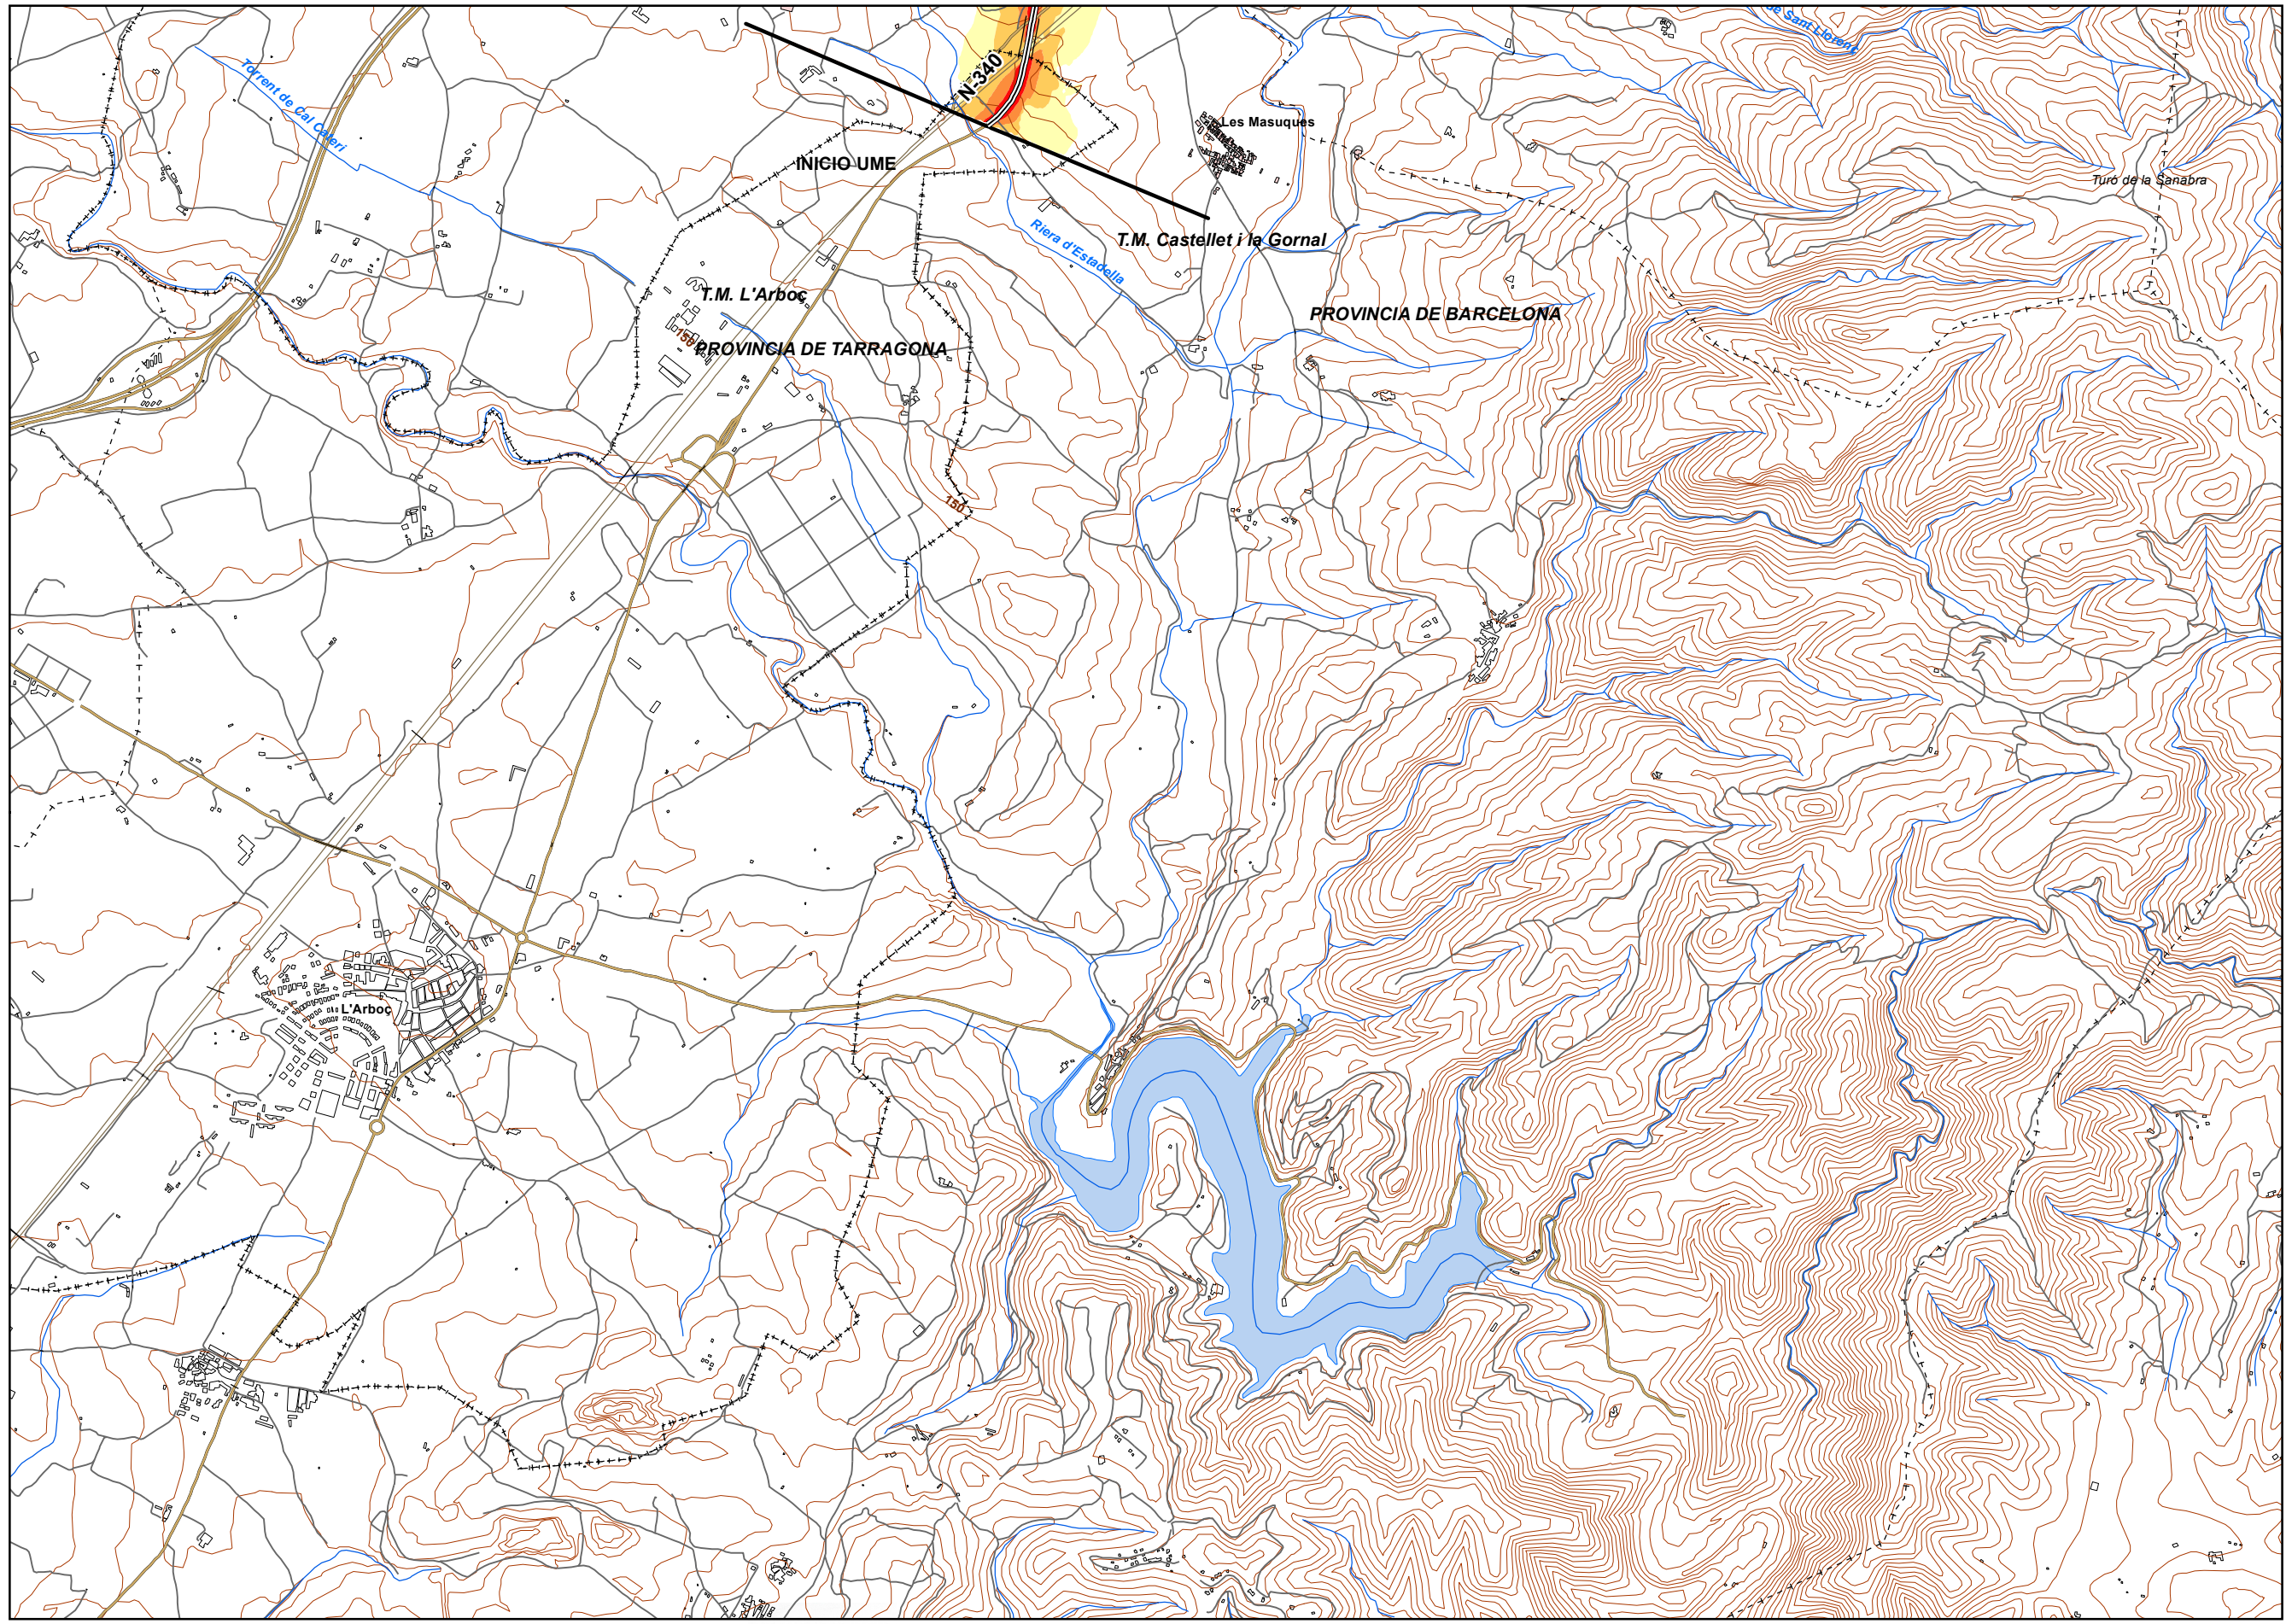 de Sant Llorenç
Torrent de Cal Cateri
N-340
Les Masuques
INICIO UME
Turó de la Sanabra
Riera d'Estadella
T.M. Castellet i la Gornal
T.M. L'Arboç
PROVINCIA DE BARCELONA
150
PROVINCIA DE TARRAGONA
150
L'Arboç